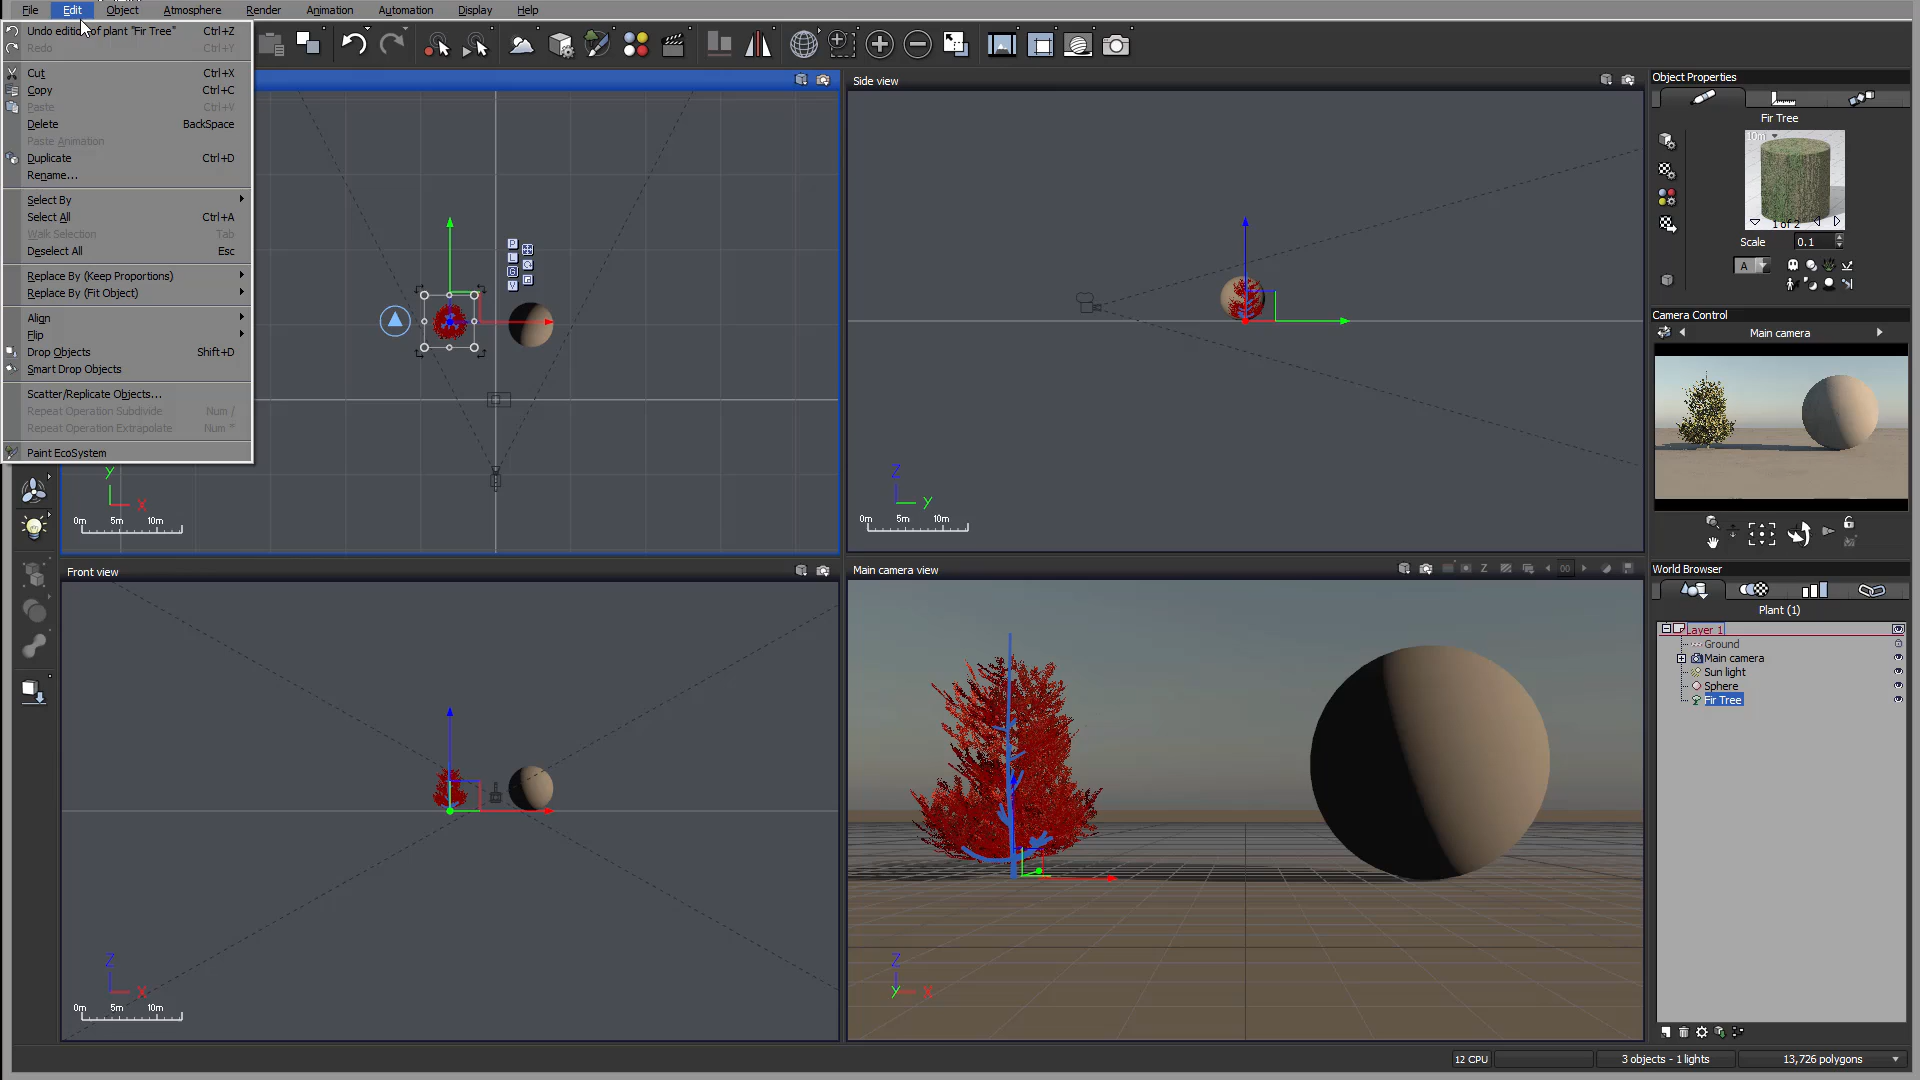 File Edit Object Atmosphere Render Animation Automation Display Help
Undo edition of plant "Fir Tree" Ctrl+Z
Redo Ctrl+Y
Cut Ctrl+X
Copy Ctrl+C
Paste Ctrl+V
Delete BackSpace
Paste Animation
Duplicate Ctrl+D
Rename...
Select By
Select All Ctrl+A
Walk Selection Tab
Deselect All Esc
Replace By (Keep Proportions)
Replace By (Fit Object)
Align
Flip
Drop Objects Shift+D
Smart Drop Objects
Scatter/Replicate Objects...
Repeat Operation Subdivide Num /
Repeat Operation Extrapolate Num *
Paint EcoSystem
P
L
G
V
Y
X
0m 5m 10m
Side view
Z
Y
0m 5m 10m
Front view
Z
X
0m 5m 10m
Main camera view
Z 00
Z
Y X
Object Properties
Fir Tree
10m
1 of 2
Scale 0.1
A
Camera Control
Main camera
World Browser
Plant (1)
Layer 1
Ground
Main camera
Sun light
Sphere
Fir Tree
12 CPU 3 objects - 1 lights 13,726 polygons